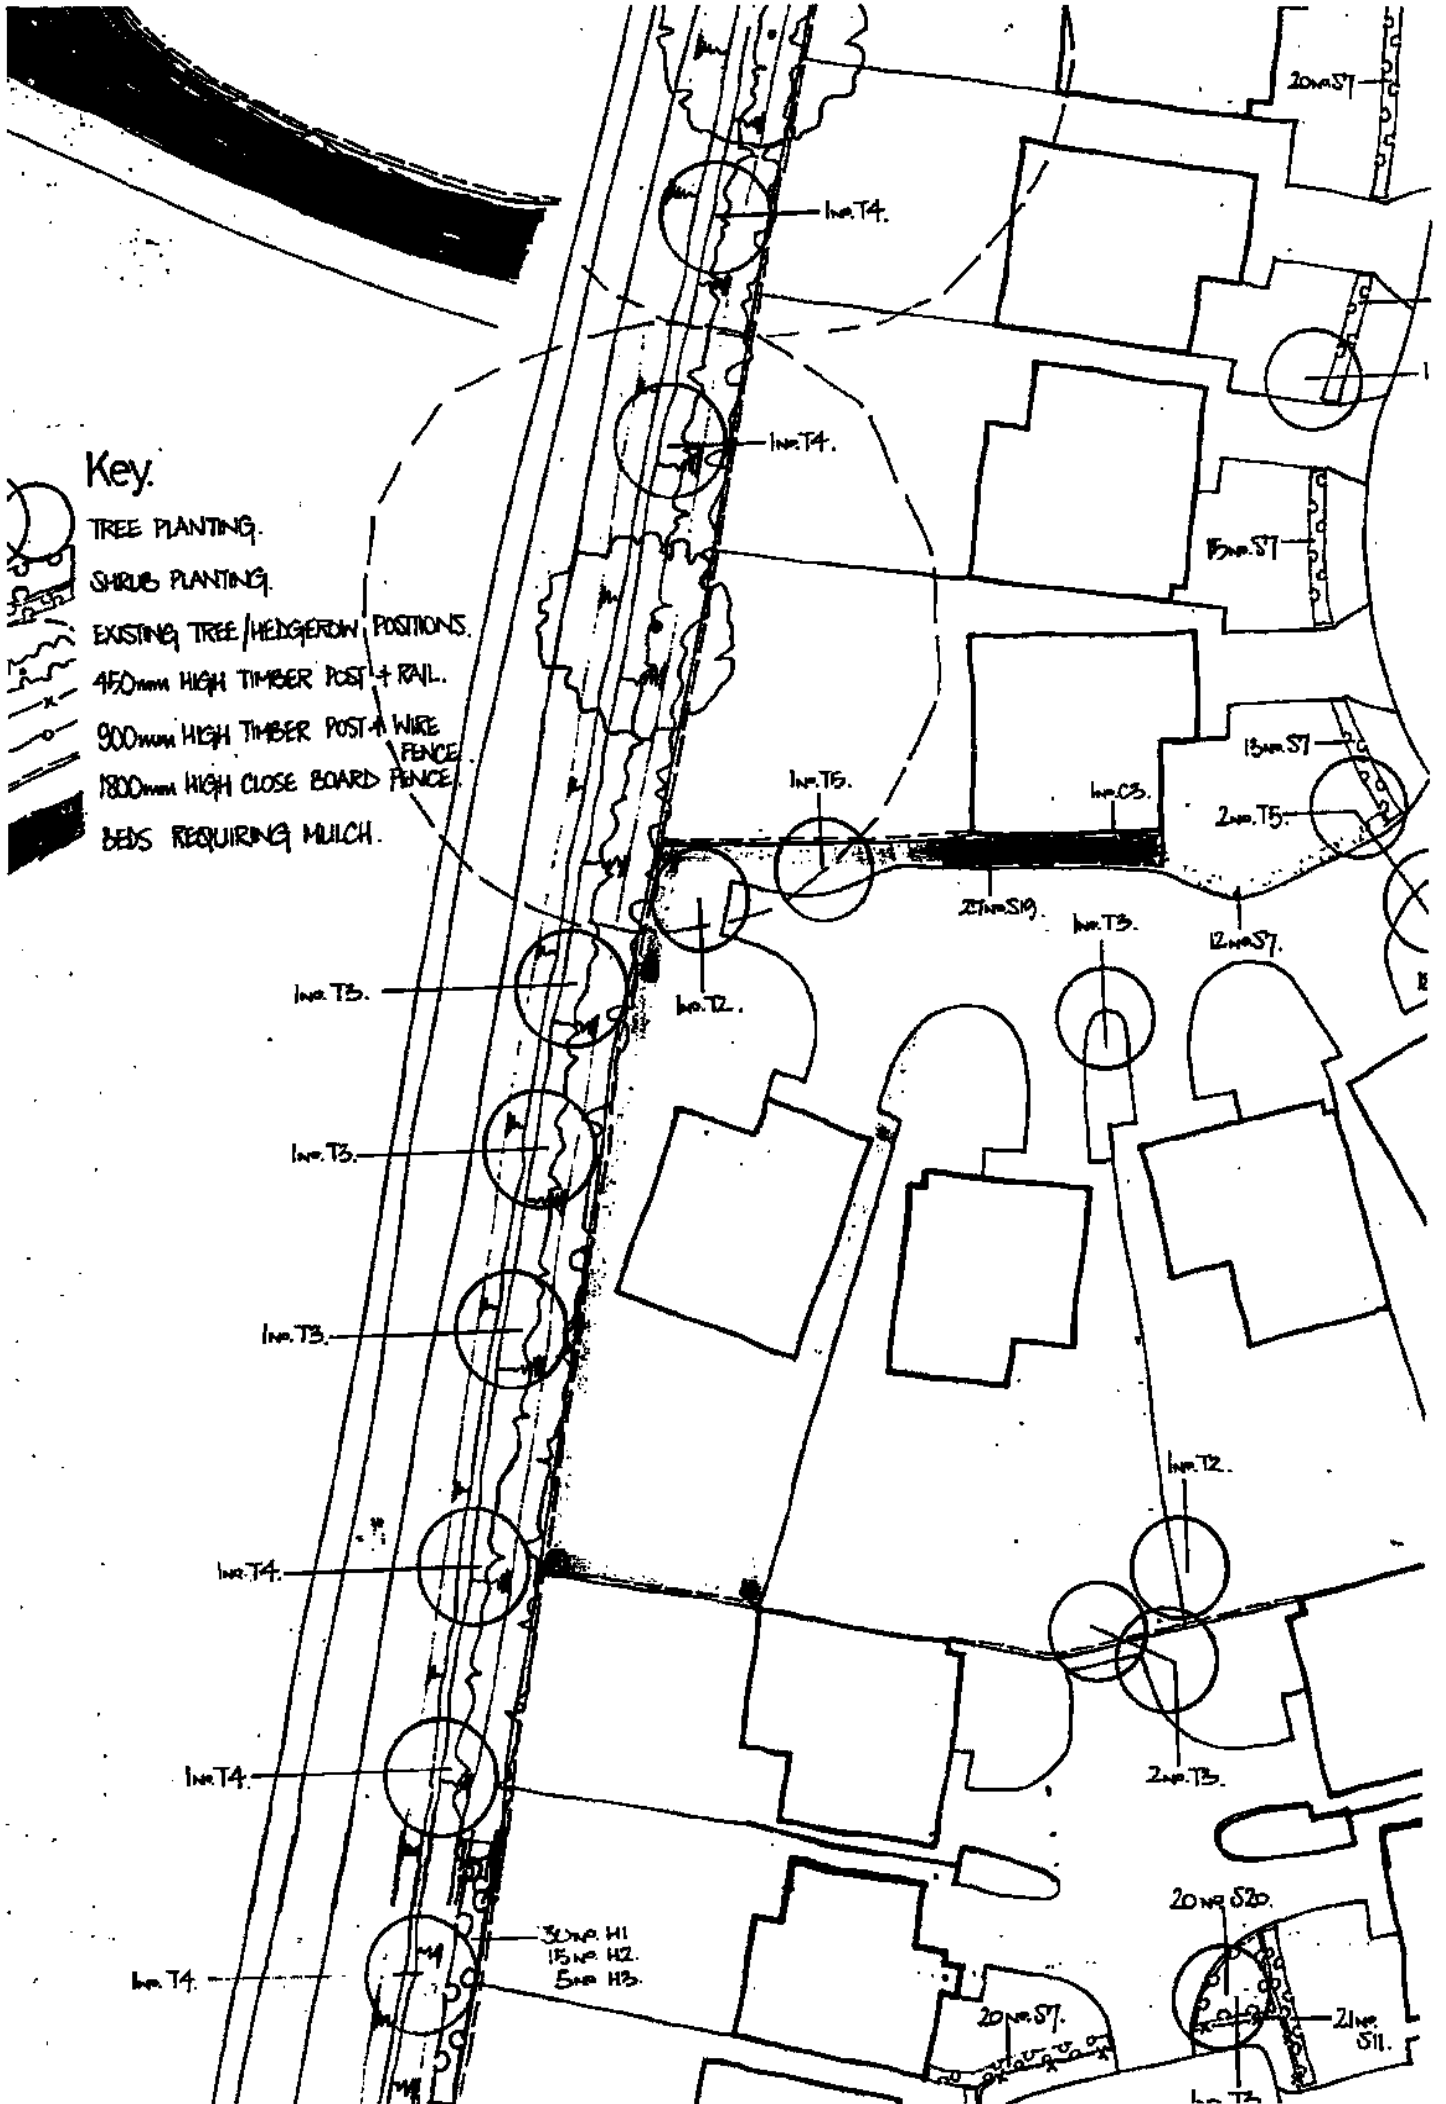 20no.S7
1no.T4.
1no.T4.
Key.
TREE PLANTING.
SHRUB PLANTING.
EXISTING TREE/HEDGEROW POSITIONS.
450mm HIGH TIMBER POST + RAIL.
900mm HIGH TIMBER POST + WIRE
FENCE
1800mm HIGH CLOSE BOARD FENCE.
BEDS REQUIRING MULCH.
15no.S7
13no.S7
1no.T5.
1no.C3.
2no.T5.
27no.S19.
1no.T3.
12no.S7.
1no.T3.
1no.T2.
1no.T3.
1no.T3.
1no.T2.
1no.T4.
2no.T3.
1no.T4.
20no.S20.
30no. H1
15no. H2.
5no H3.
1no. T4.
20no.S7.
21no.
S11.
1no.T3.